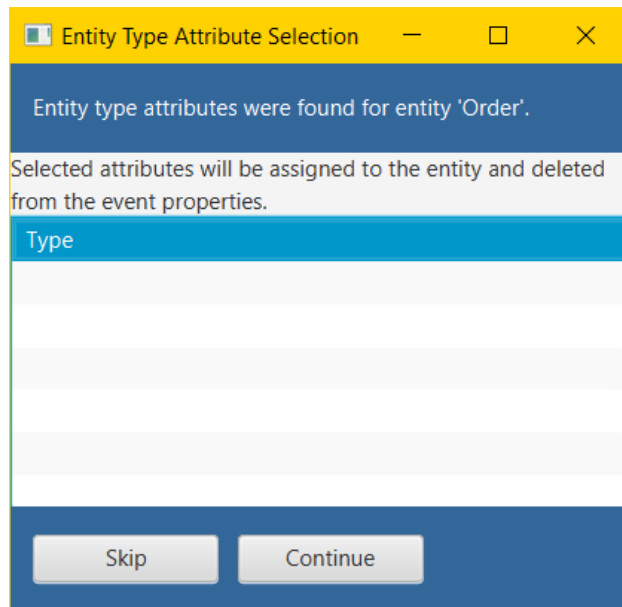 Entity Type Attribute Selection
Entity type attributes were found for entity 'Order'.
Selected attributes will be assigned to the entity and deleted
from the event properties.
Type
Skip
Continue